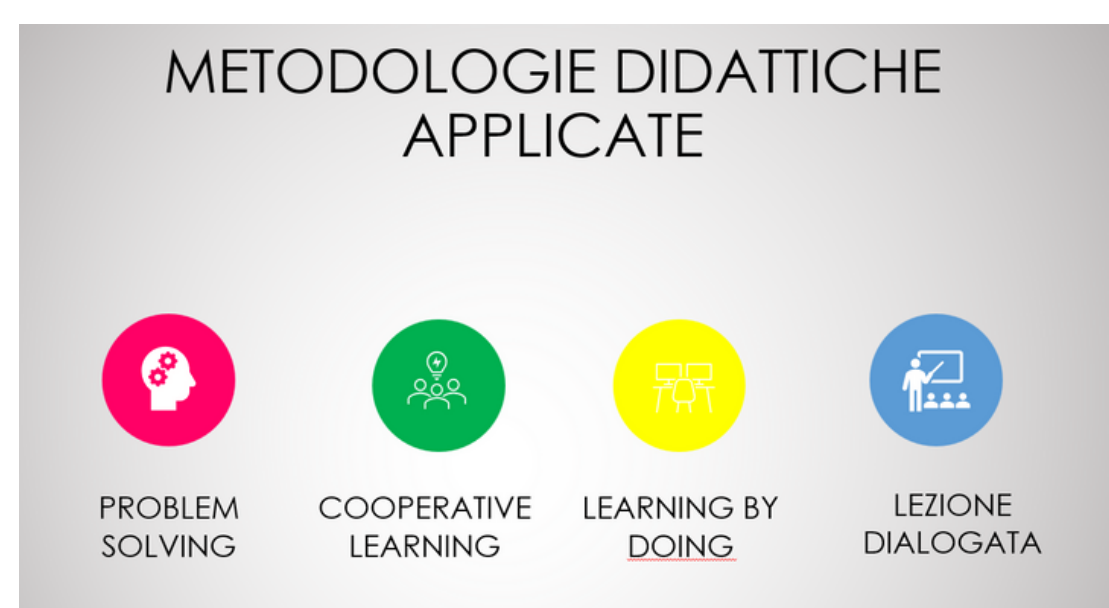 METODOLOGIE DIDATTICHE
APPLICATE
PROBLEM
SOLVING
COOPERATIVE
LEARNING
LEARNING BY
DOING
LEZIONE
DIALOGATA